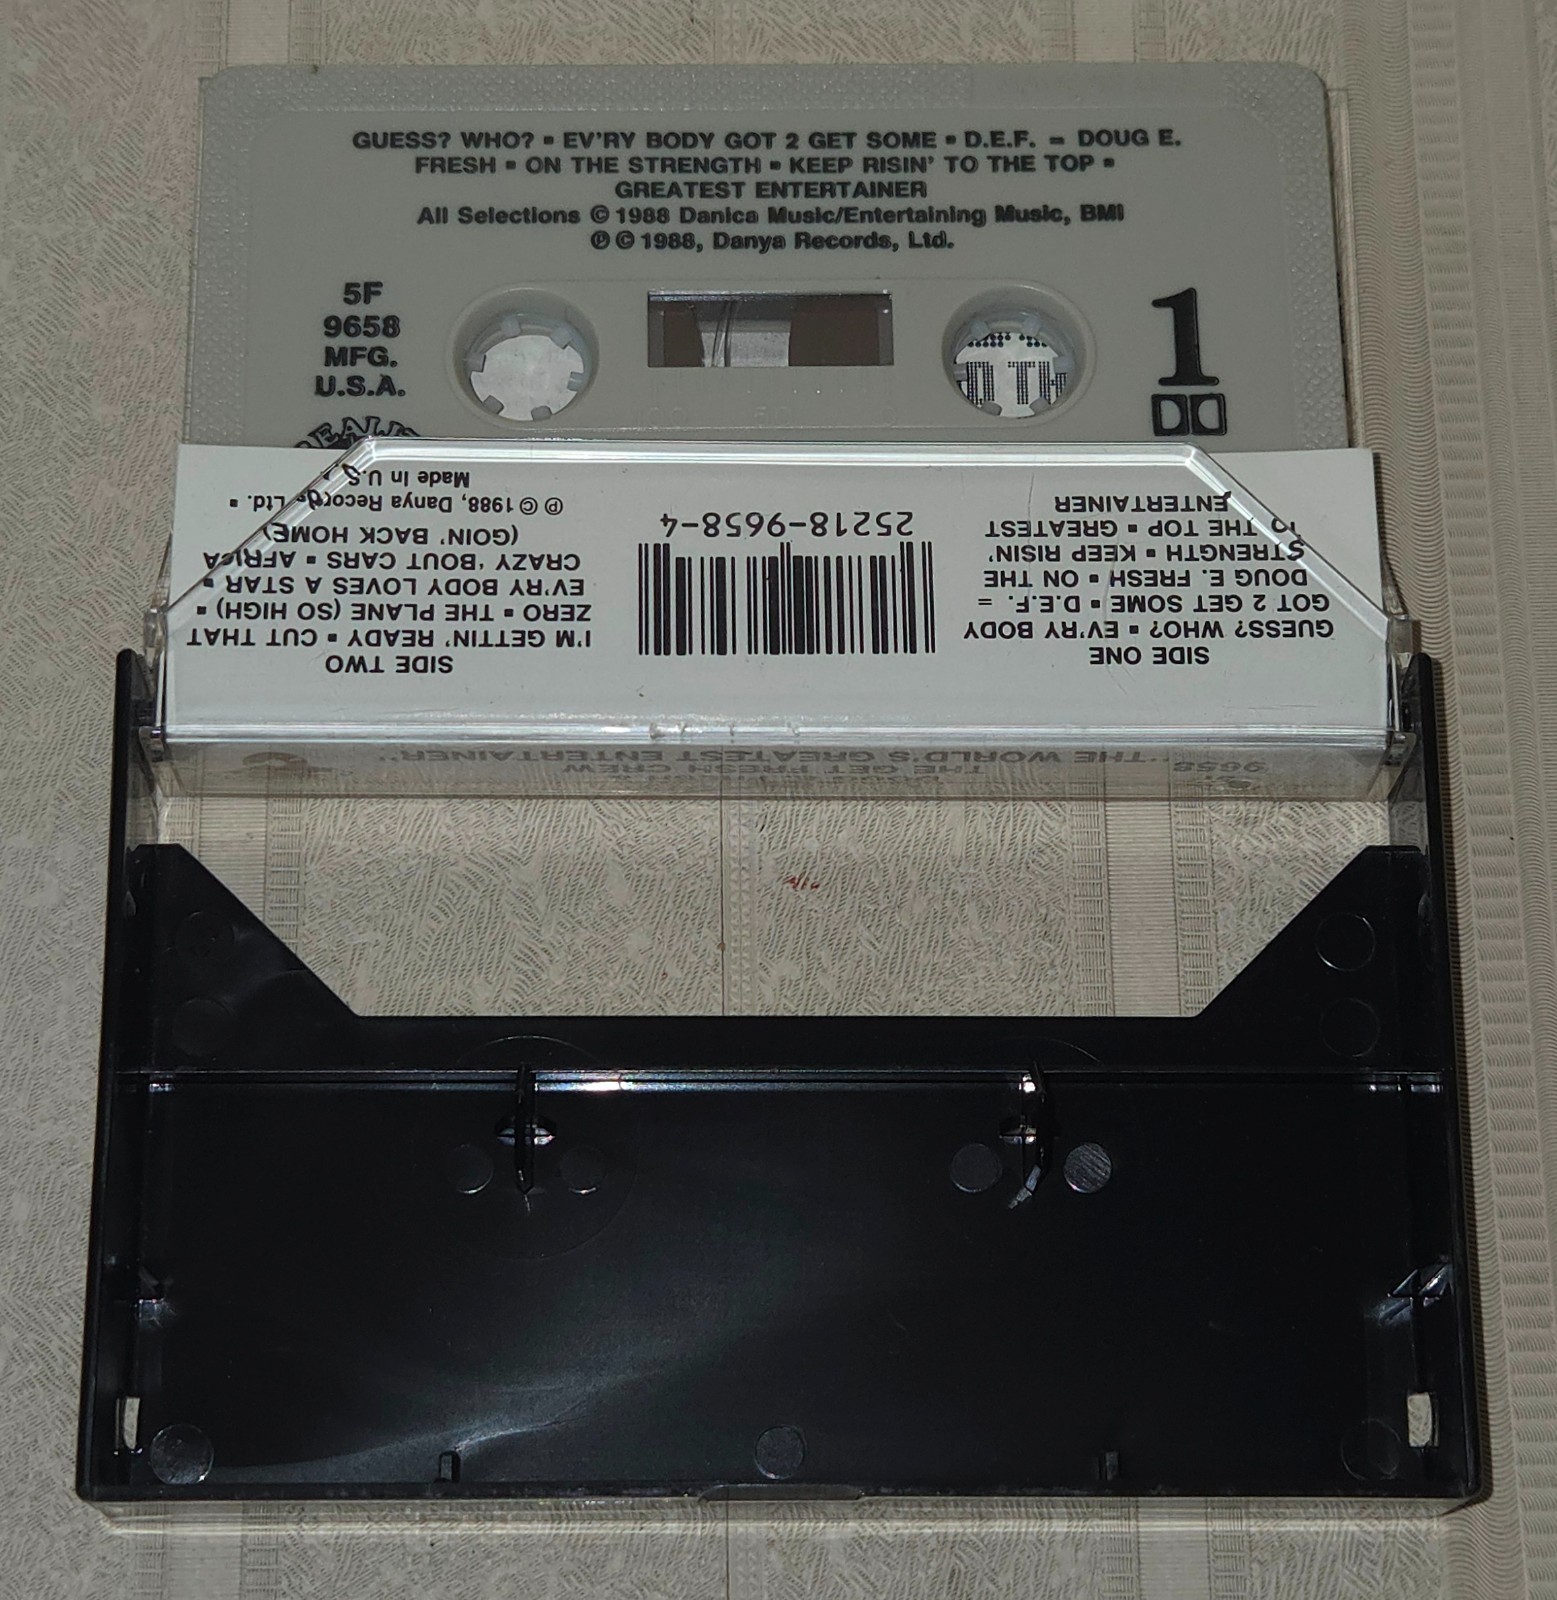 GUESS? WHO? ▪ EV'RY BODY GOT 2 GET SOME ▪ D.E.F. = DOUG E.
FRESH ▪ ON THE STRENGTH ▪ KEEP RISIN' TO THE TOP ▪
GREATEST ENTERTAINER
All Selections © 1988 Danica Music/Entertaining Music, BMI
℗ © 1988, Danya Records, Ltd.
5F
9658
MFG.
U.S.A.
1
SIDE ONE
GUESS? WHO? ▪ EV'RY BODY
GOT 2 GET SOME ▪ D.E.F. =
DOUG E. FRESH ▪ ON THE
STRENGTH ▪ KEEP RISIN'
TO THE TOP ▪ GREATEST
ENTERTAINER
25218-9658-4
SIDE TWO
I'M GETTIN' READY ▪ CUT THAT
ZERO ▪ THE PLANE (SO HIGH) ▪
EV'RY BODY LOVES A STAR ▪
CRAZY 'BOUT CARS ▪ AFRICA
(GOIN' BACK HOME)
℗ © 1988, Danya Records, Ltd. ▪
Made In U.S.
9658
THE GET FRESH CREW
"THE WORLD'S GREATEST ENTERTAINER"